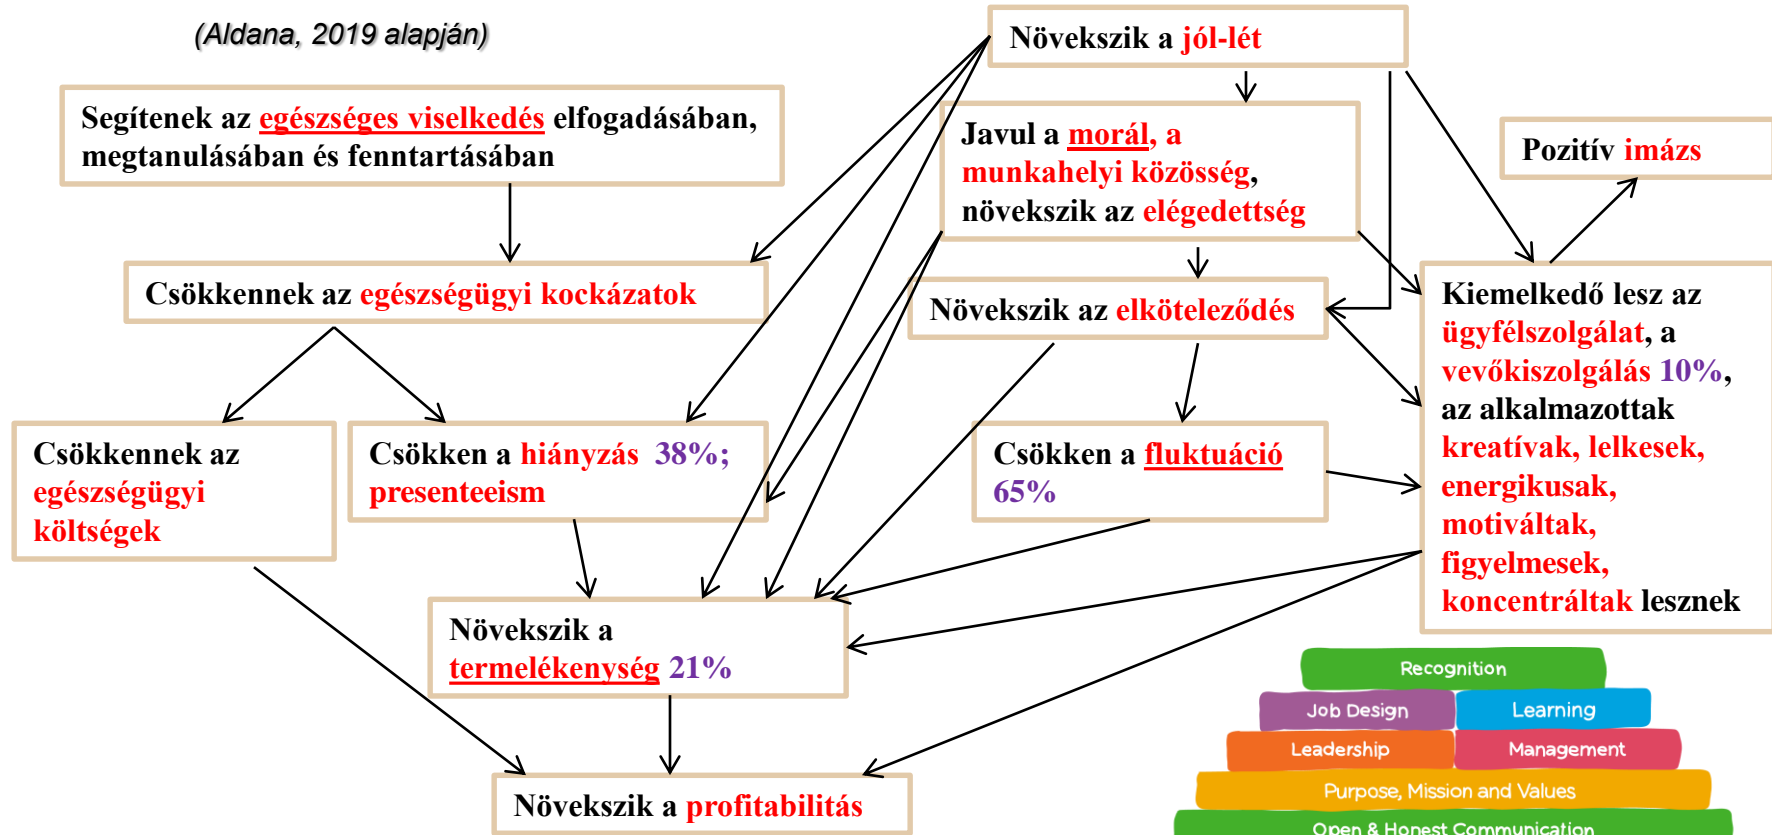 (Aldana, 2019 alapján)
Növekszik a jól-lét
Segítenek az egészséges viselkedés elfogadásában,
megtanulásában és fenntartásában
Javul a morál, a
munkahelyi közösség,
növekszik az elégedettség
Pozitív imázs
Csökkennek az egészségügyi kockázatok
Növekszik az elköteleződés
Kiemelkedő lesz az
ügyfélszolgálat, a
vevőkiszolgálás 10%,
az alkalmazottak
kreatívak, lelkesek,
energikusak,
motiváltak,
figyelmesek,
koncentráltak lesznek
Csökkennek az
egészségügyi
költségek
Csökken a hiányzás 38%;
presenteeism
Csökken a fluktuáció
65%
Növekszik a
termelékenység 21%
Növekszik a profitabilitás
Recognition
Job Design
Learning
Leadership
Management
Purpose, Mission and Values
Open & Honest Communication